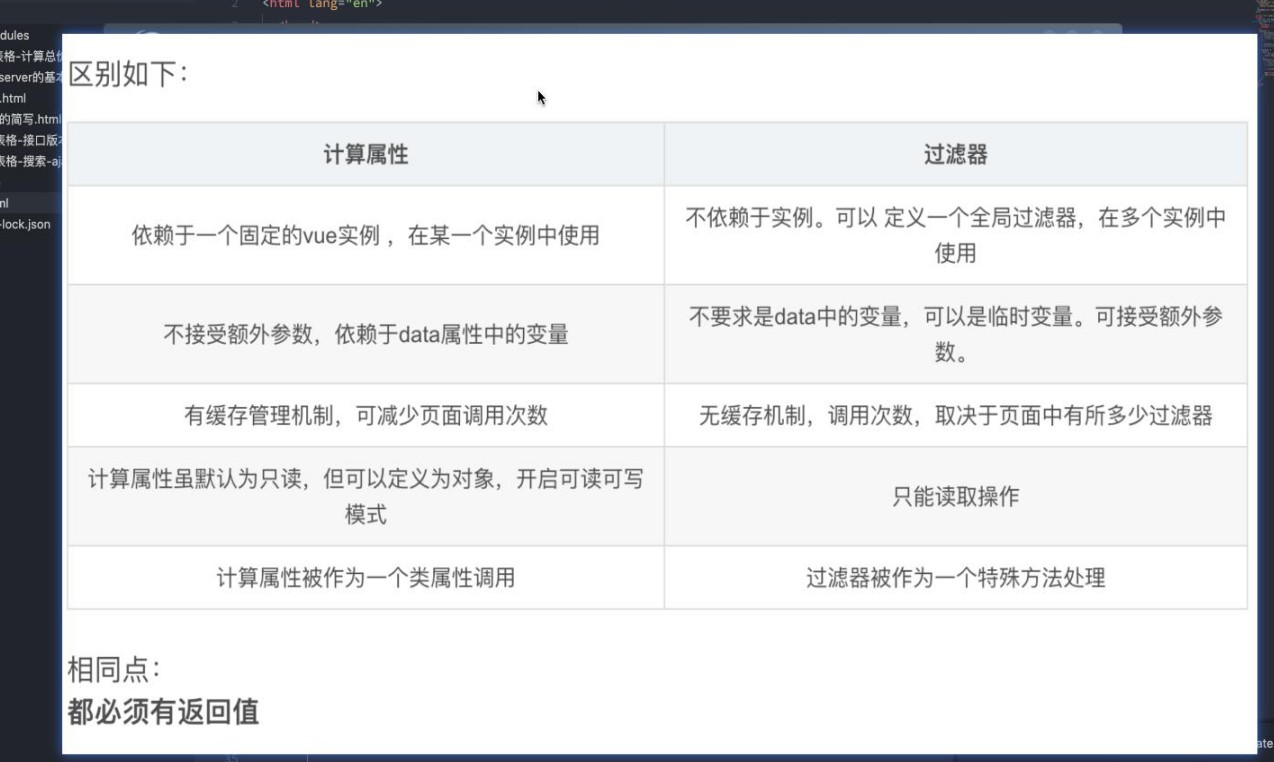 2 <html lang="en">
dules
表格-计算总价
server的基本
.html
的简写.html
表格-接口版本
表格-搜索-aj
ml
-lock.json
区别如下：
计算属性 过滤器
依赖于一个固定的vue实例 ，在某一个实例中使用
不依赖于实例。可以 定义一个全局过滤器，在多个实例中
使用
不接受额外参数，依赖于data属性中的变量
不要求是data中的变量，可以是临时变量。可接受额外参
数。
有缓存管理机制，可减少页面调用次数
无缓存机制，调用次数，取决于页面中有所多少过滤器
计算属性虽默认为只读，但可以定义为对象，开启可读可写
模式
只能读取操作
计算属性被作为一个类属性调用
过滤器被作为一个特殊方法处理
相同点：
都必须有返回值
15
ate